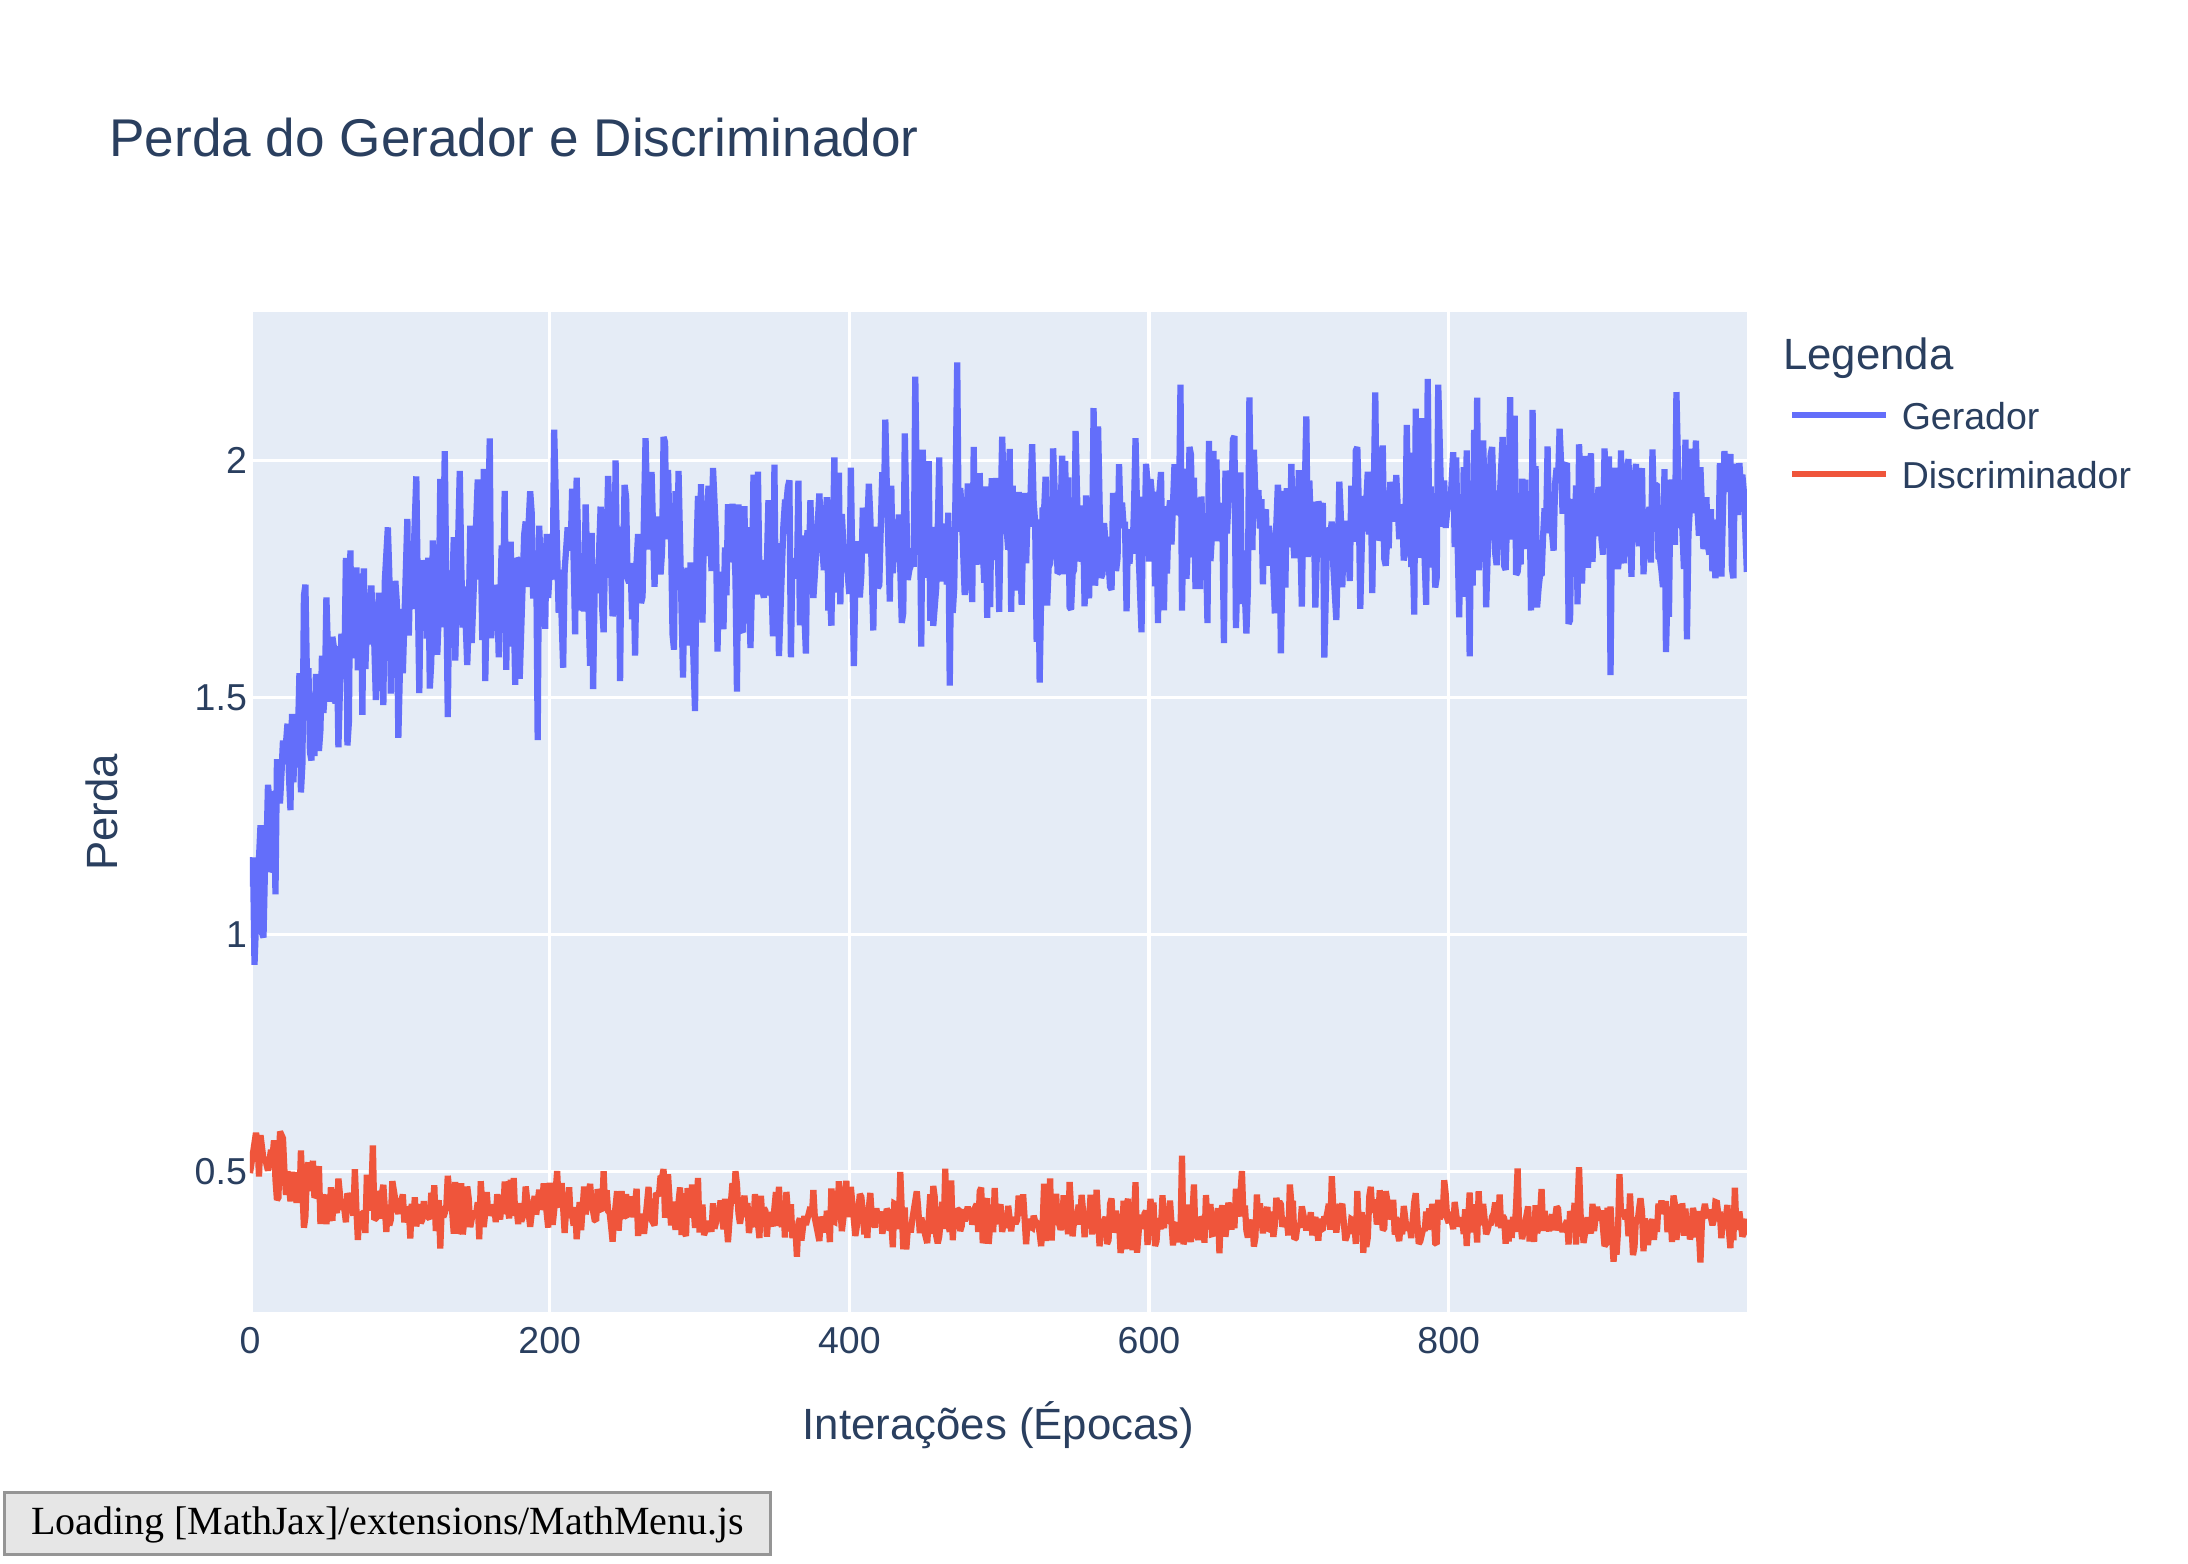 Perda do Gerador e Discriminador
Legenda
Gerador
Discriminador
2
1.5
1
0.5
Perda
0 200 400 600 800
Interações (Épocas)
Loading [MathJax]/extensions/MathMenu.js